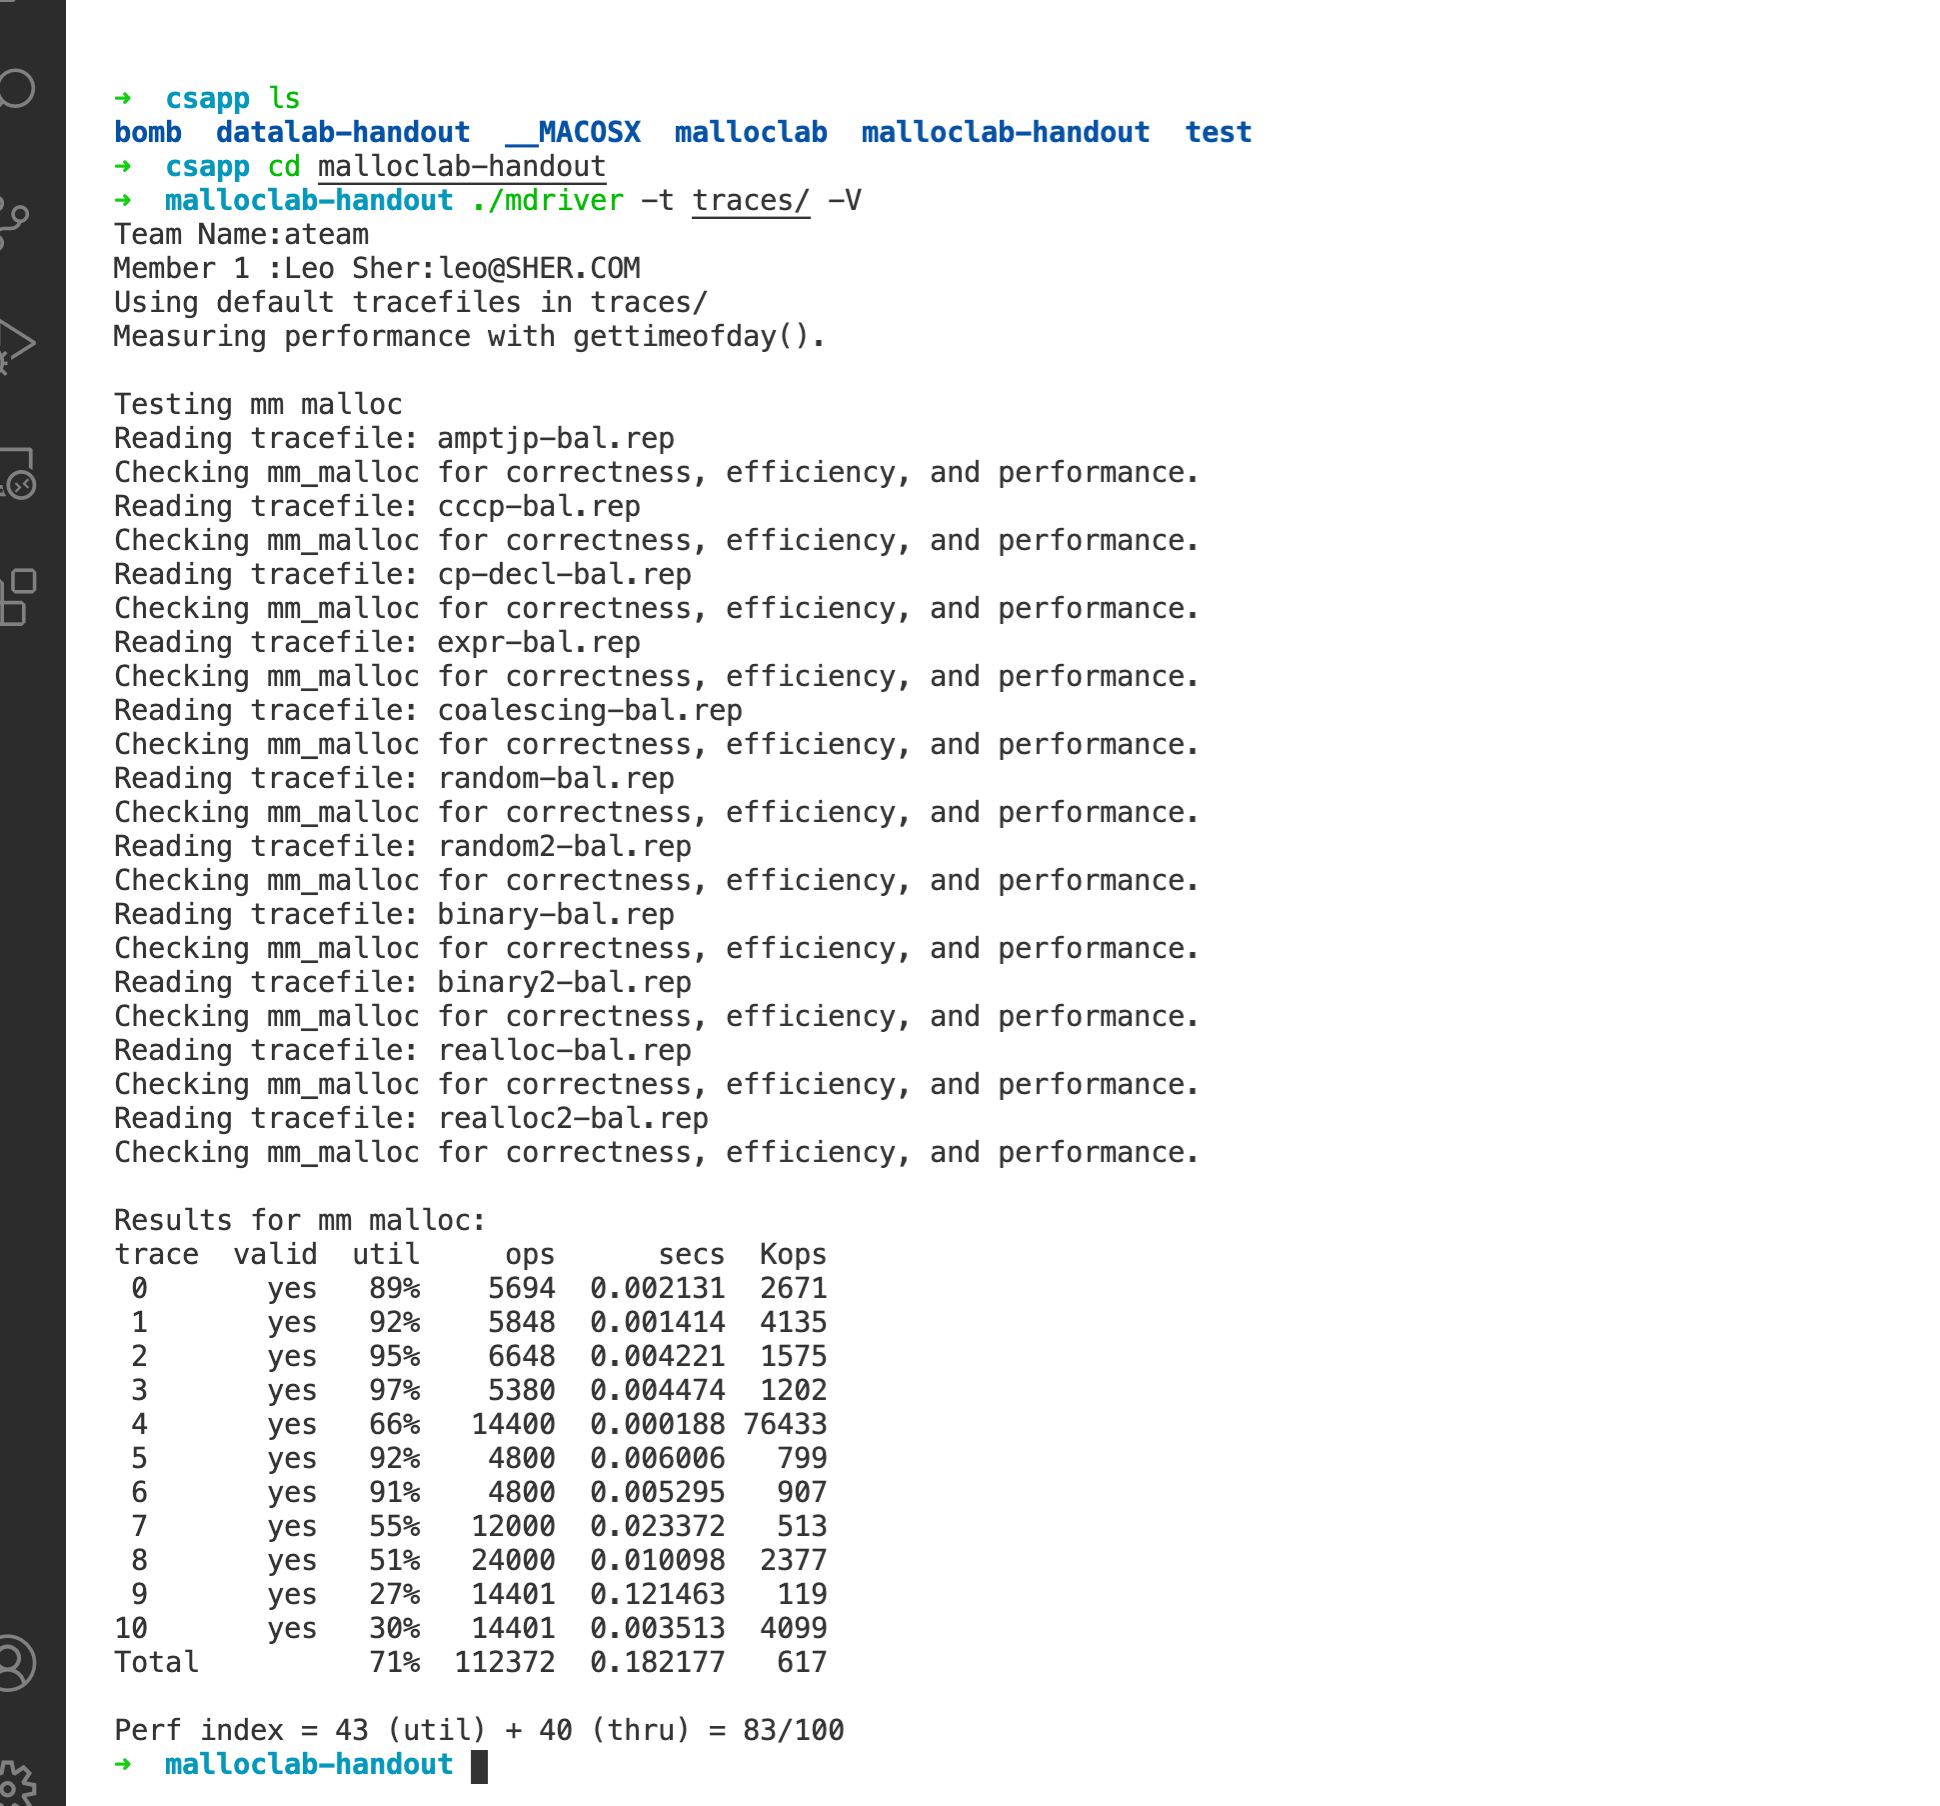 ➜  csapp ls
bomb  datalab-handout  __MACOSX  malloclab  malloclab-handout  test
➜  csapp cd malloclab-handout
➜  malloclab-handout ./mdriver -t traces/ -V
Team Name:ateam
Member 1 :Leo Sher:leo@SHER.COM
Using default tracefiles in traces/
Measuring performance with gettimeofday().

Testing mm malloc
Reading tracefile: amptjp-bal.rep
Checking mm_malloc for correctness, efficiency, and performance.
Reading tracefile: cccp-bal.rep
Checking mm_malloc for correctness, efficiency, and performance.
Reading tracefile: cp-decl-bal.rep
Checking mm_malloc for correctness, efficiency, and performance.
Reading tracefile: expr-bal.rep
Checking mm_malloc for correctness, efficiency, and performance.
Reading tracefile: coalescing-bal.rep
Checking mm_malloc for correctness, efficiency, and performance.
Reading tracefile: random-bal.rep
Checking mm_malloc for correctness, efficiency, and performance.
Reading tracefile: random2-bal.rep
Checking mm_malloc for correctness, efficiency, and performance.
Reading tracefile: binary-bal.rep
Checking mm_malloc for correctness, efficiency, and performance.
Reading tracefile: binary2-bal.rep
Checking mm_malloc for correctness, efficiency, and performance.
Reading tracefile: realloc-bal.rep
Checking mm_malloc for correctness, efficiency, and performance.
Reading tracefile: realloc2-bal.rep
Checking mm_malloc for correctness, efficiency, and performance.

Results for mm malloc:
trace  valid  util     ops      secs  Kops
 0       yes   89%    5694  0.002131  2671
 1       yes   92%    5848  0.001414  4135
 2       yes   95%    6648  0.004221  1575
 3       yes   97%    5380  0.004474  1202
 4       yes   66%   14400  0.000188 76433
 5       yes   92%    4800  0.006006   799
 6       yes   91%    4800  0.005295   907
 7       yes   55%   12000  0.023372   513
 8       yes   51%   24000  0.010098  2377
 9       yes   27%   14401  0.121463   119
10       yes   30%   14401  0.003513  4099
Total          71%  112372  0.182177   617

Perf index = 43 (util) + 40 (thru) = 83/100
➜  malloclab-handout